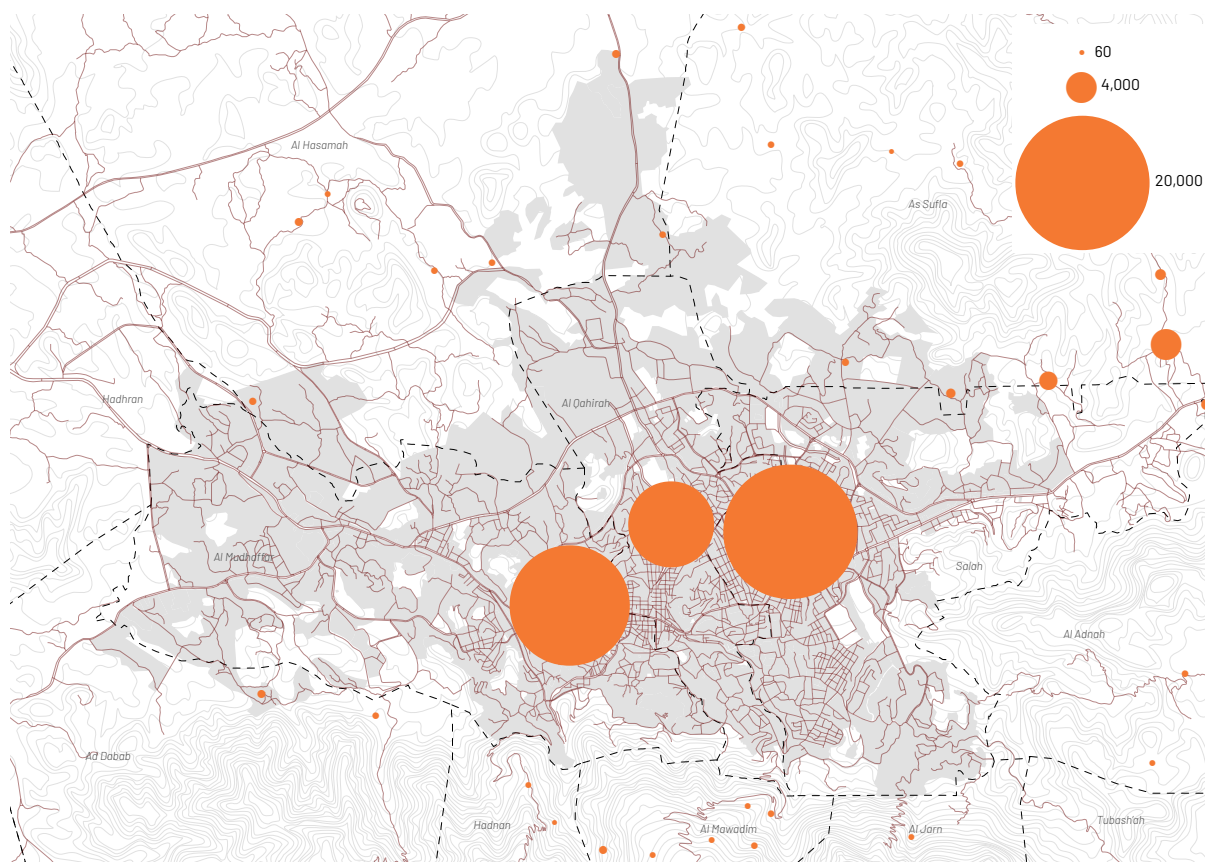 60
4,000
20,000
Al Hasamah
As Sufla
Hadhran
Al Qahirah
Al Mudhaffar
Salah
Al Adnah
Ad Dabab
Hadnan
Al Mawadim
Al Jarn
Tubashah